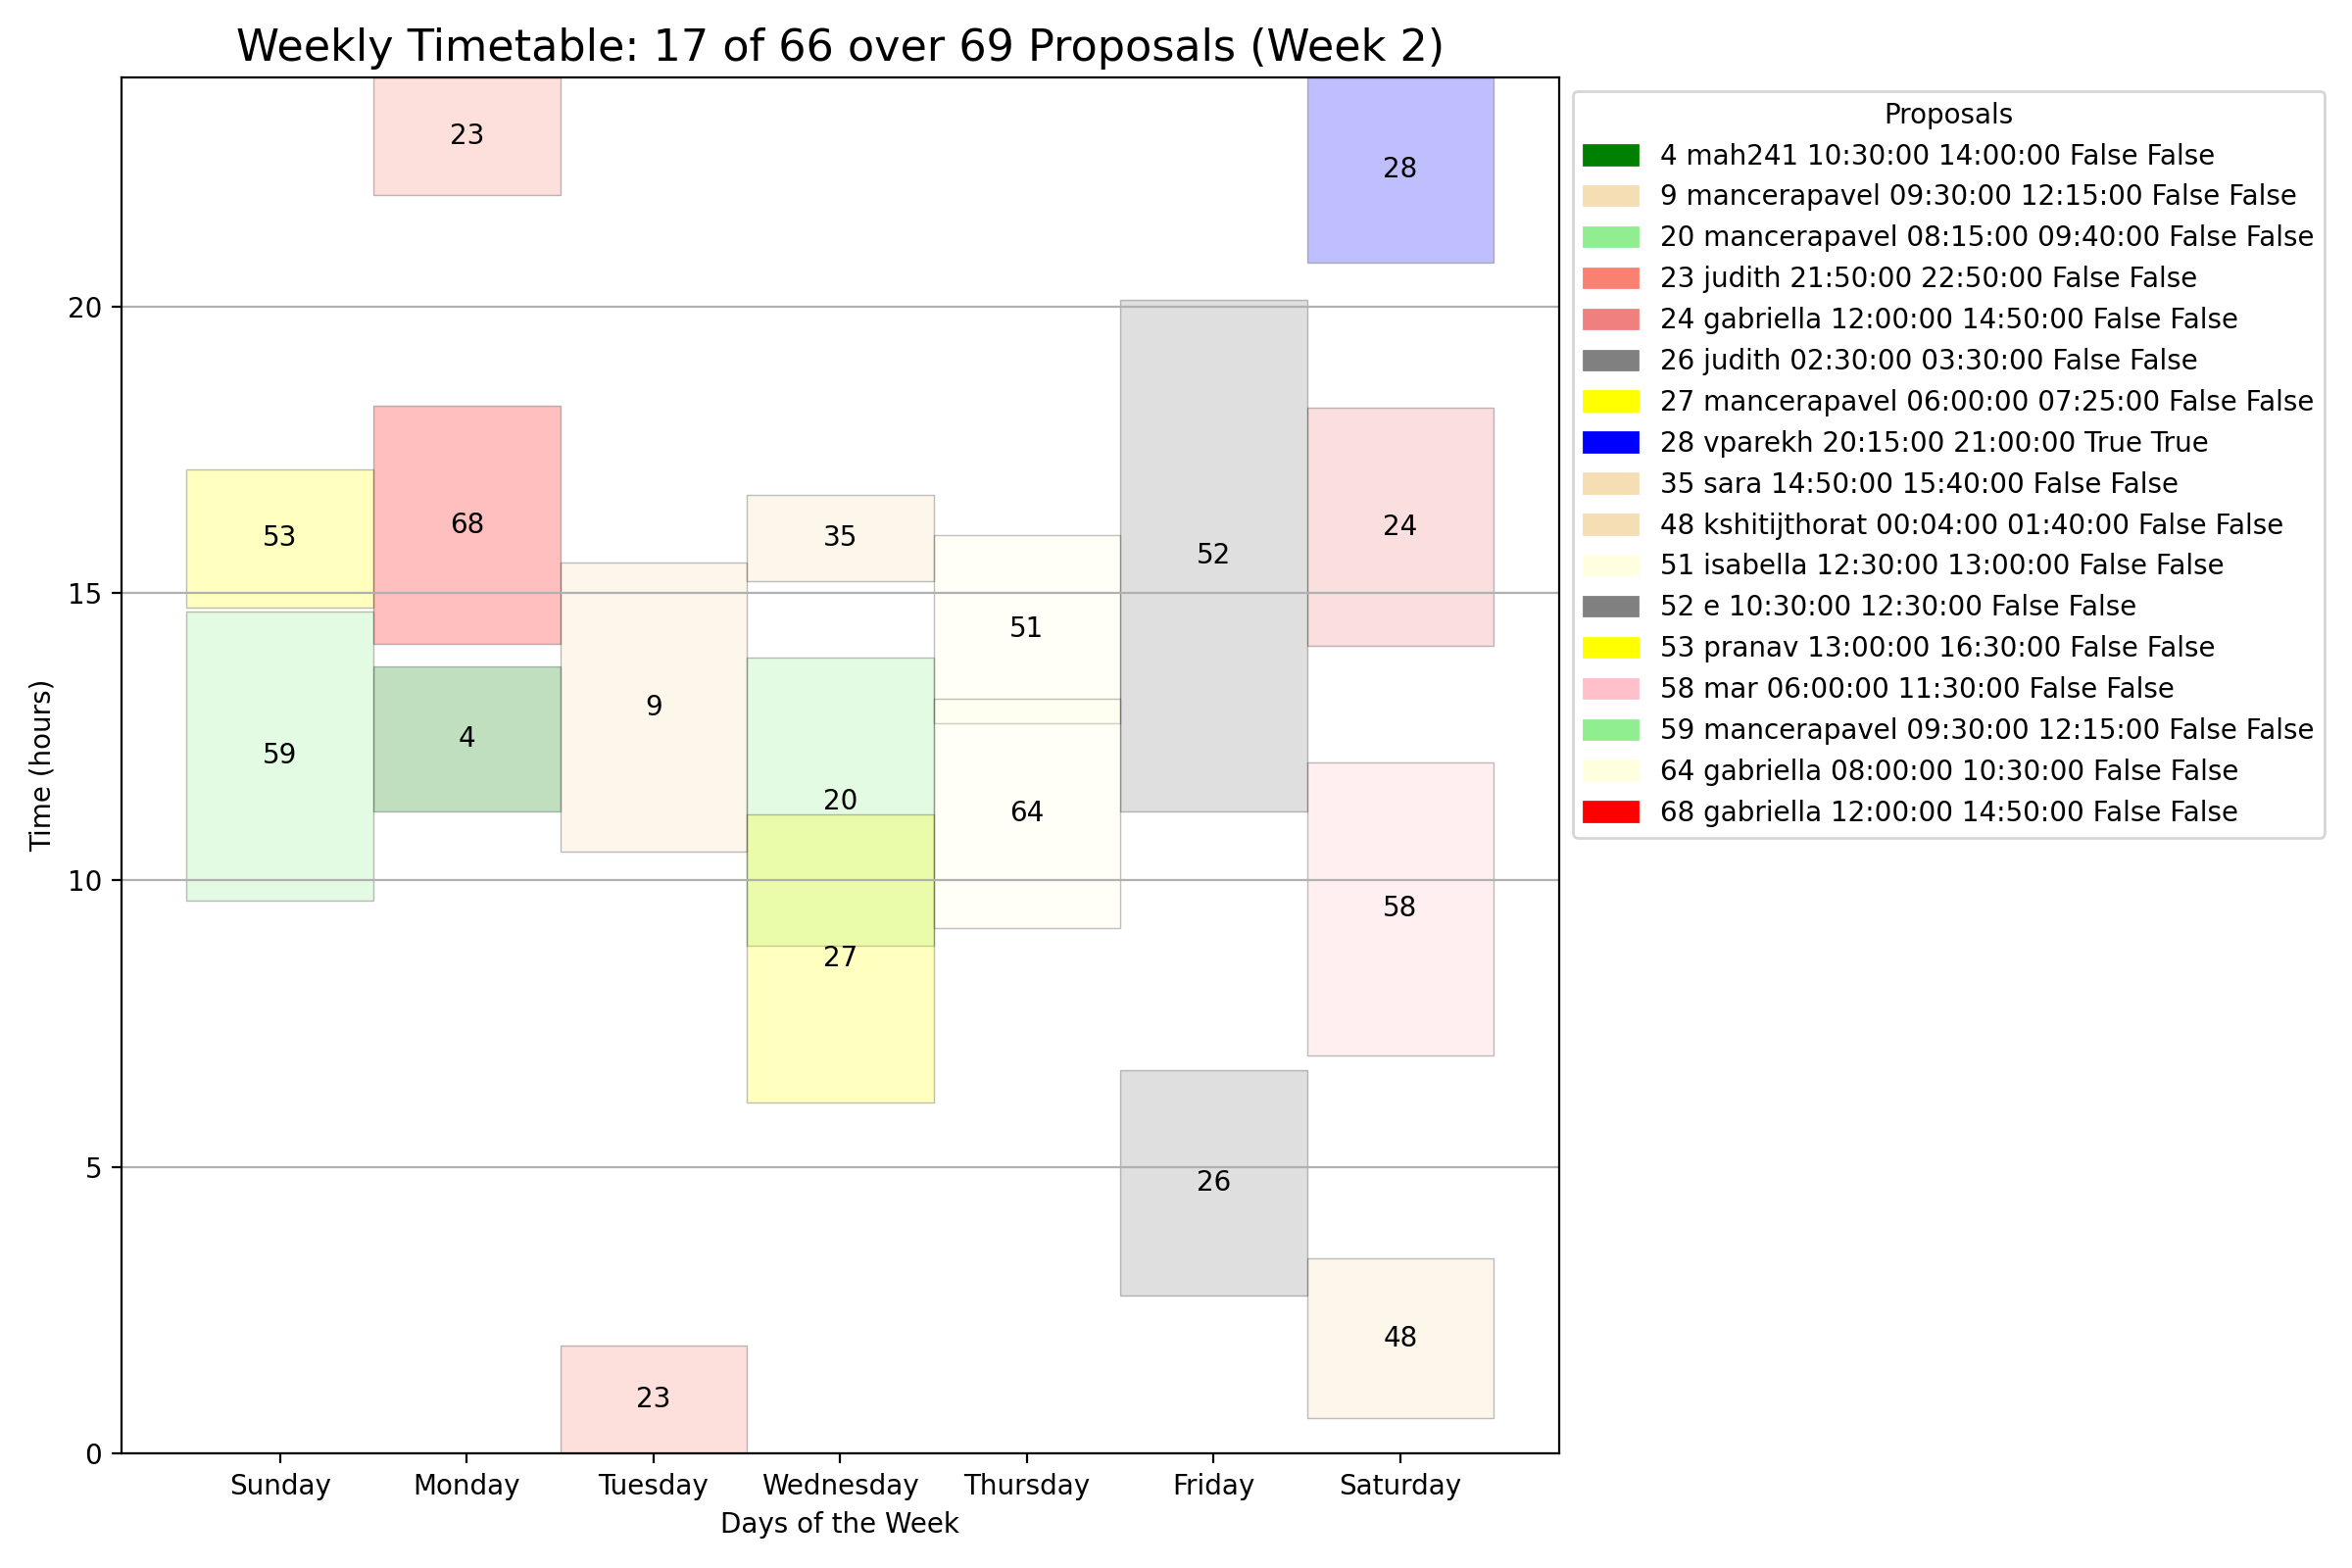 Weekly Timetable: 17 of 66 over 69 Proposals (Week 2)
Proposals
4 mah241 10:30:00 14:00:00 False False
9 mancerapavel 09:30:00 12:15:00 False False
20 mancerapavel 08:15:00 09:40:00 False False
23 judith 21:50:00 22:50:00 False False
24 gabriella 12:00:00 14:50:00 False False
26 judith 02:30:00 03:30:00 False False
27 mancerapavel 06:00:00 07:25:00 False False
28 vparekh 20:15:00 21:00:00 True True
35 sara 14:50:00 15:40:00 False False
48 kshitijthorat 00:04:00 01:40:00 False False
51 isabella 12:30:00 13:00:00 False False
52 e 10:30:00 12:30:00 False False
53 pranav 13:00:00 16:30:00 False False
58 mar 06:00:00 11:30:00 False False
59 mancerapavel 09:30:00 12:15:00 False False
64 gabriella 08:00:00 10:30:00 False False
68 gabriella 12:00:00 14:50:00 False False
Time (hours)
20
15
10
5
0
23
28
53
68
35
52
24
51
59
4
9
20
64
58
27
26
48
23
Sunday Monday Tuesday Wednesday Thursday Friday Saturday
Days of the Week